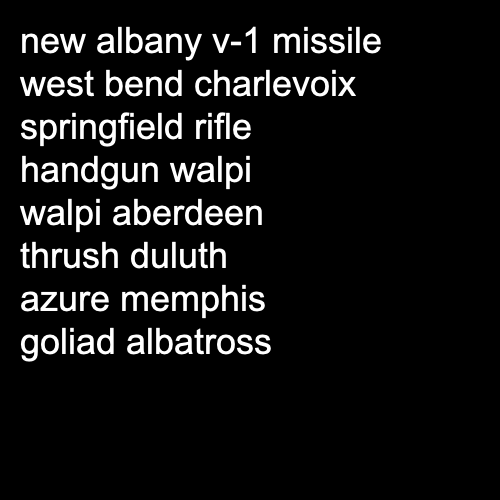 new albany v-1 missile
west bend charlevoix
springfield rifle
handgun walpi
walpi aberdeen
thrush duluth
azure memphis
goliad albatross